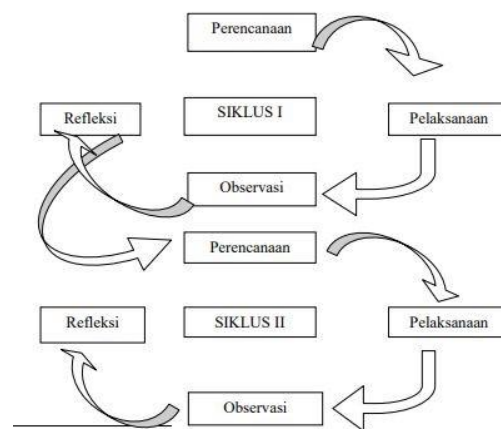 Perencanaan
Refleksi
SIKLUS I
Pelaksanaan
Observasi
Perencanaan
Refleksi
SIKLUS II
Pelaksanaan
Observasi